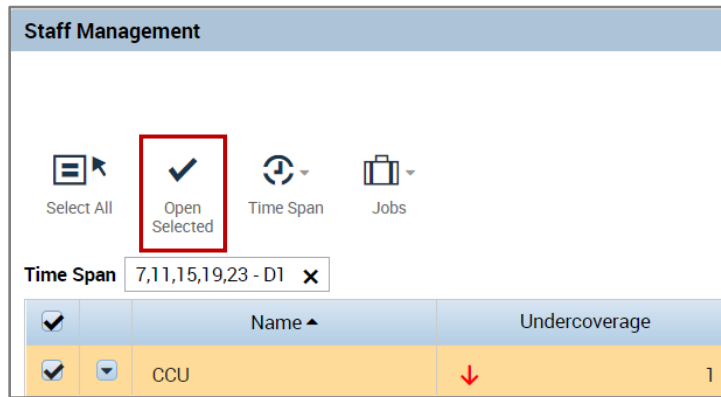 Staff Management
Select All
Open
Selected
Time Span
Jobs
Time Span 7,11,15,19,23 - D1
Name Undercoverage
CCU 1